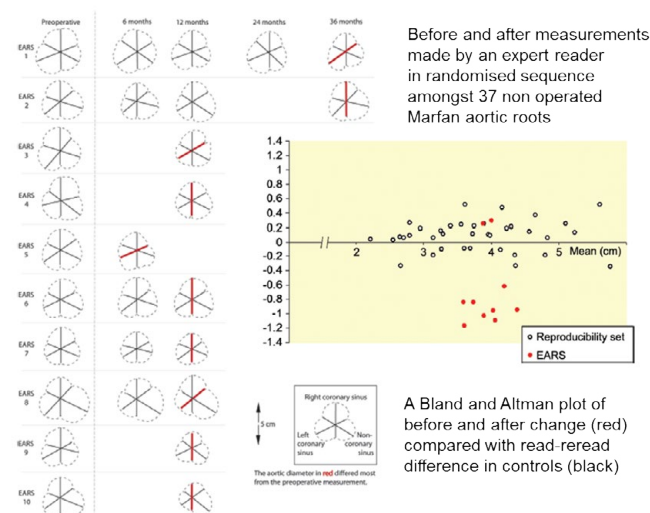 Preoperative
6 months
12 months
24 months
36 months
EARS
1
EARS
2
EARS
3
EARS
4
EARS
5
EARS
6
EARS
7
EARS
8
EARS
9
EARS
10
Before and after measurements
made by an expert reader
in randomised sequence
amongst 37 non operated
Marfan aortic roots
1.4
1.2
1
0.8
0.6
0.4
0.2
0
-0.2
-0.4
-0.6
-0.8
-1
-1.2
-1.4
2
3
4
5
Mean (cm)
Reproducibility set
EARS
5 cm
Right coronary sinus
Left
coronary
sinus
Non-
coronary
sinus
The aortic diameter in red differed most
from the preoperative measurement.
A Bland and Altman plot of
before and after change (red)
compared with read-reread
difference in controls (black)